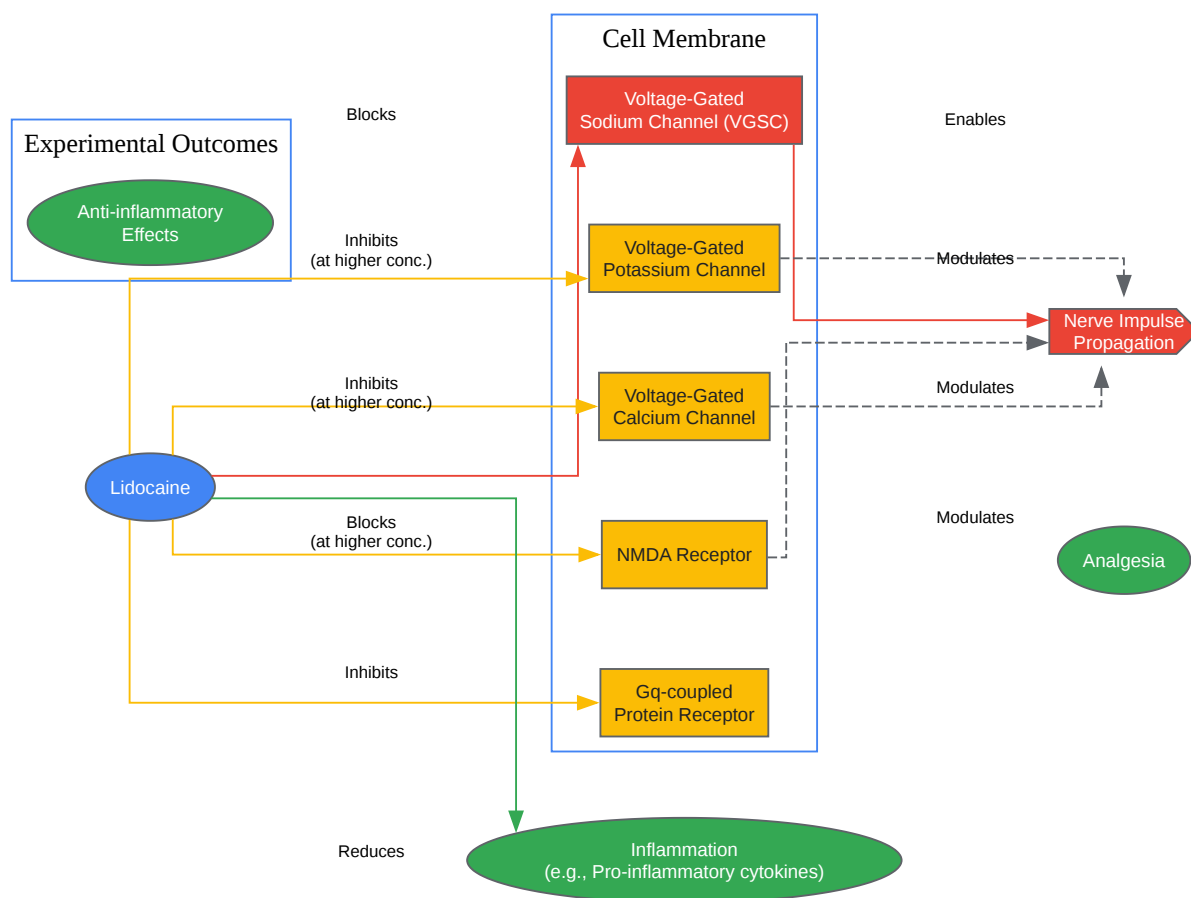 Cell Membrane
Voltage-Gated
Sodium Channel (VGSC)
Blocks
Enables
Experimental Outcomes
Anti-inflammatory
Effects
Inhibits
(at higher conc.)
Voltage-Gated
Potassium Channel
Modulates
Nerve Impulse
Propagation
Inhibits
(at higher conc.)
Voltage-Gated
Calcium Channel
Modulates
Lidocaine
Blocks
(at higher conc.)
NMDA Receptor
Modulates
Analgesia
Inhibits
Gq-coupled
Protein Receptor
Reduces
Inflammation
(e.g., Pro-inflammatory cytokines)